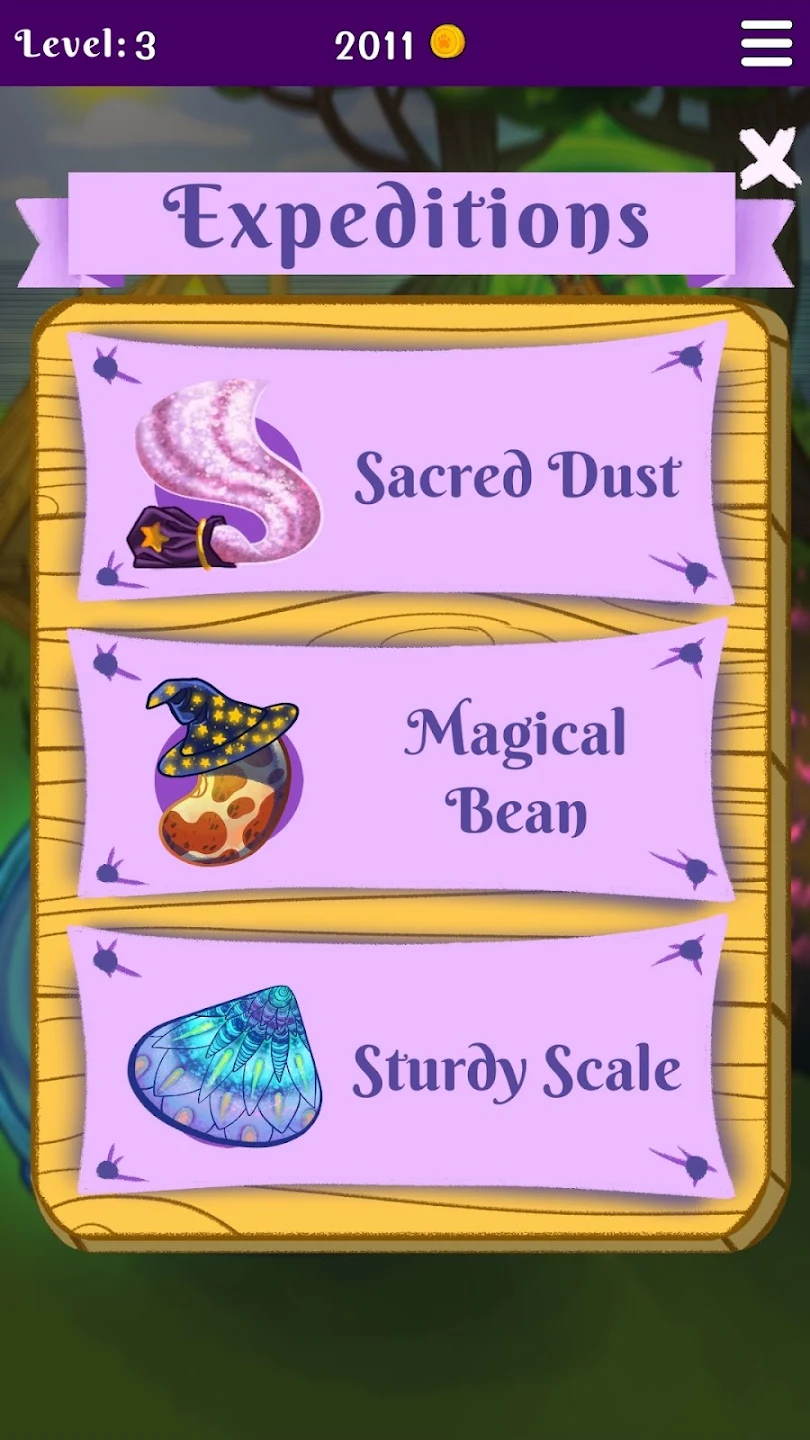 Level: 3
2011
Expeditions
Sacred Dust
Magical
Bean
Sturdy Scale